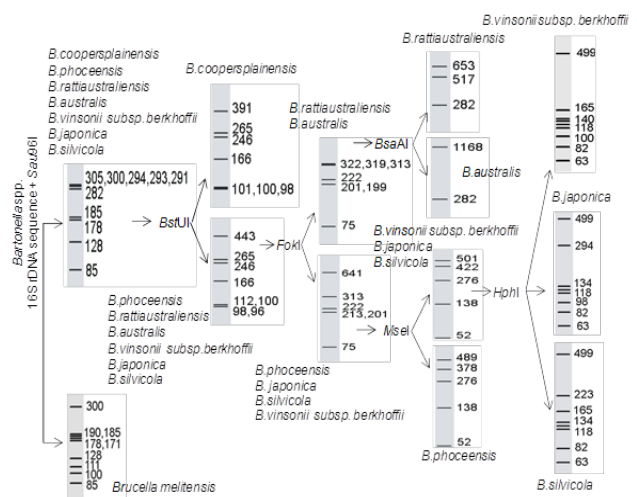 Bartonella spp.
16S rDNA sequence + Sau96I
B.coopersplainensis
B.phoceensis
B.rattiaustraliensis
B.australis
B.vinsonii subsp. berkhoffii
B.japonica
B.silvicola
305,300,294,293,291
282
185
178
128
85
BstUI
B.coopersplainensis
391
265
246
166
101,100,98
443
265
246
166
112,100
98,96
B.phoceensis
B.rattiaustraliensis
B.australis
B.vinsonii subsp.berkhoffii
B.japonica
B.silvicola
FokI
B.rattiaustraliensis
B.australis
322,319,313
222
201,199
75
641
313
222
213,201
75
B.phoceensis
B.japonica
B.silvicola
B.vinsonii subsp. berkhoffii
BsaAI
B.rattiaustraliensis
653
517
282
1168
B.australis
282
MseI
B.vinsonii subsp. berkhoffii
B.japonica
B.silvicola
501
422
276
138
52
489
378
276
138
52
B.phoceensis
HphI
B.vinsonii subsp. berkhoffii
499
165
140
118
100
82
63
B.japonica
499
294
134
118
98
82
63
499
223
165
134
118
82
63
B.silvicola
300
190,185
178,171
128
111
100
85
Brucella melitensis